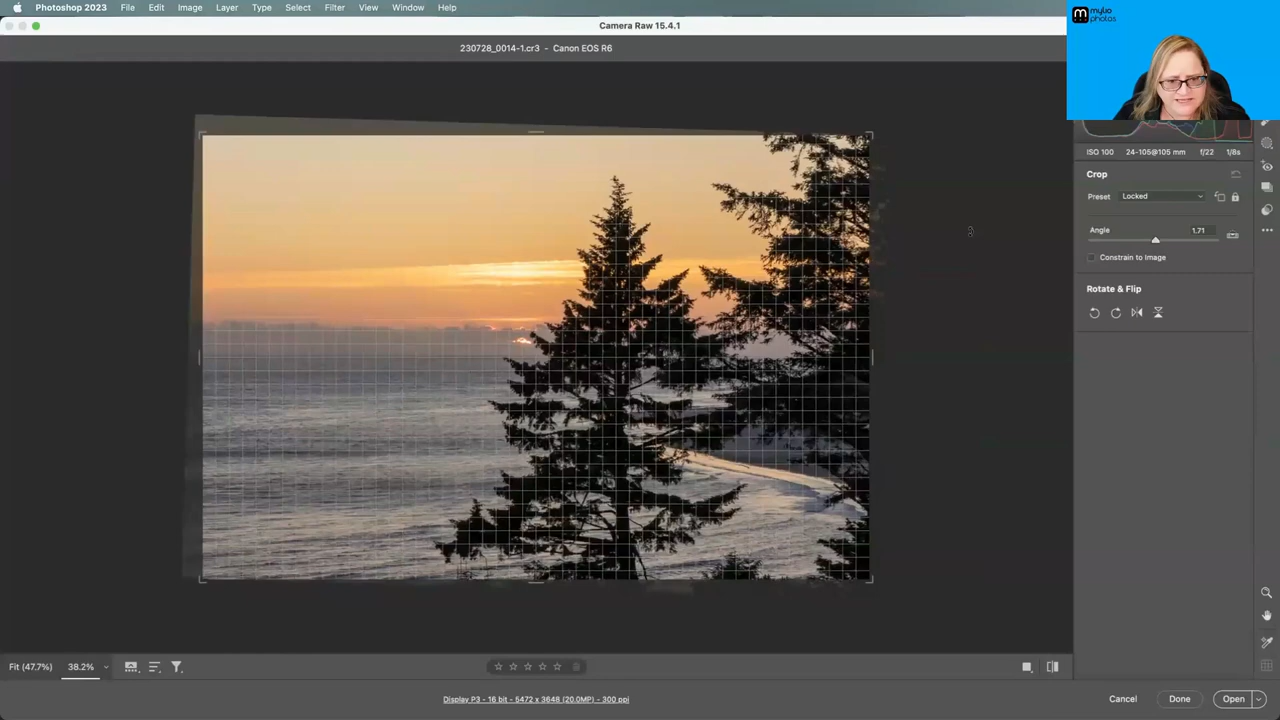 Photoshop 2023 File Edit Image Layer Type Select Filter View Window Help
mylio photos
Camera Raw 15.4.1
230728_0014-1.cr3 - Canon EOS R6
ISO 100 24-105@105 mm f/22 1/8s
Crop
Preset Locked
Angle 1.71
Constrain to Image
Rotate & Flip
Fit (47.7%) 38.2%
Display P3 - 16 bit - 5472 x 3648 (20.0MP) - 300 ppi
Cancel Done Open